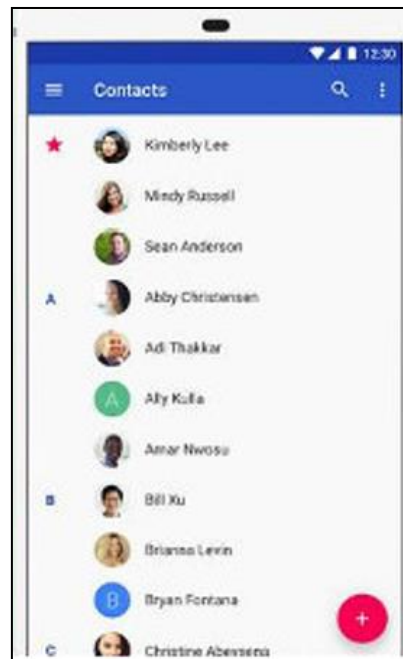 12:30
Contacts
Kimberly Lee
Mindy Russell
Sean Anderson
A
Abby Christensen
Adi Thakkar
A
Ally Kulla
Amar Nwosu
B
Bill Xu
Brianna Levin
B
Bryan Fontana
+
C
Christine Abeysena